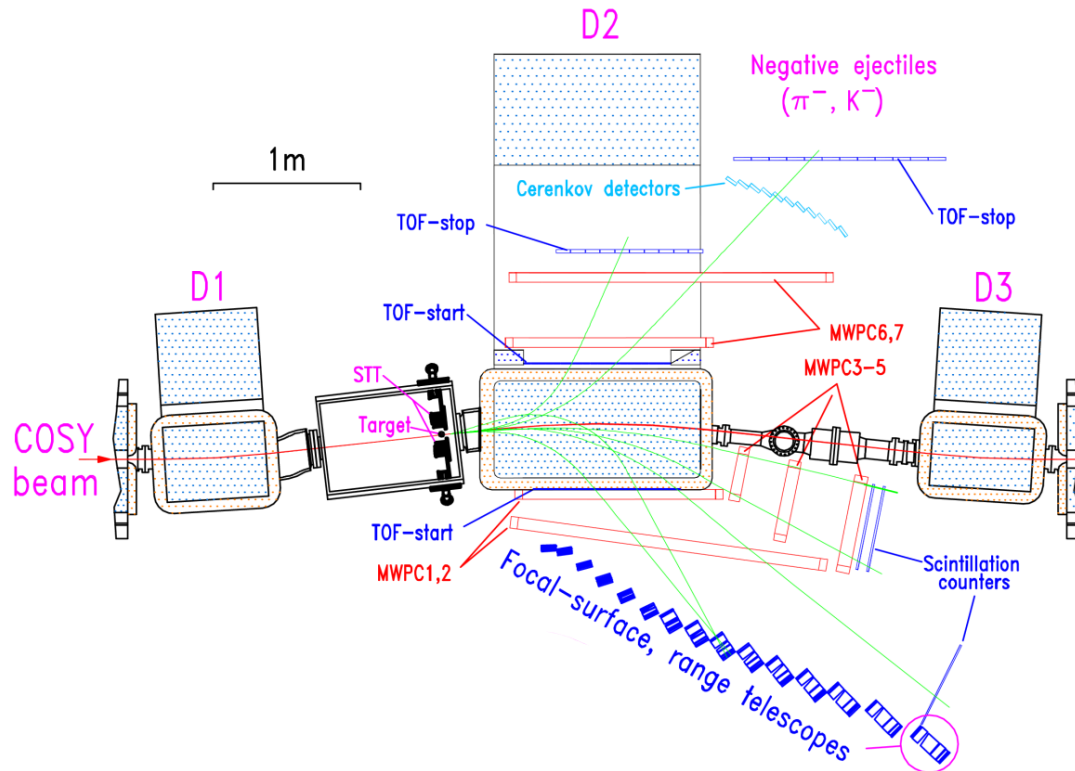 D2
Negative ejectiles
(π⁻, K⁻)
1m
Cerenkov detectors
TOF-stop
TOF-stop
D1
D3
TOF-start
MWPC6,7
MWPC3-5
STT
Target
COSY
beam
TOF-start
MWPC1,2
Scintillation
counters
Focal-surface, range telescopes